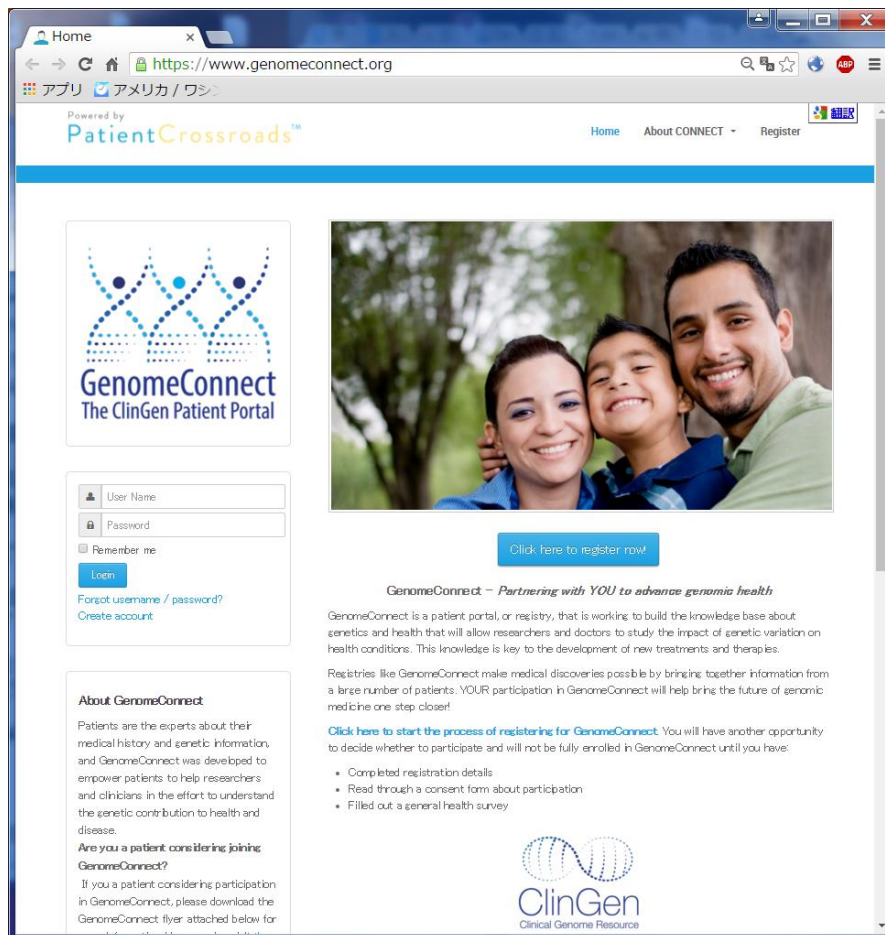 Home
https://www.genomeconnect.org
ABP
アプリ
アメリカ / ワシ
Powered by
PatientCrossroads™
翻訳
Home
About CONNECT
Register
GenomeConnect
The ClinGen Patient Portal
User Name
Password
Remember me
Login
Forgot username / password?
Create account
About GenomeConnect
Patients are the experts about their
medical history and genetic information,
and GenomeConnect was developed to
empower patients to help researchers
and clinicians in the effort to understand
the genetic contribution to health and
disease.
Are you a patient considering joining
GenomeConnect?
If you a patient considering participation
in GenomeConnect, please download the
GenomeConnect flyer attached below for
Click here to register now!
GenomeConnect – Partnering with YOU to advance genomic health
GenomeConnect is a patient portal, or registry, that is working to build the knowledge base about
genetics and health that will allow researchers and doctors to study the impact of genetic variation on
health conditions. This knowledge is key to the development of new treatments and therapies.
Registries like GenomeConnect make medical discoveries possible by bringing together information from
a large number of patients. YOUR participation in GenomeConnect will help bring the future of genomic
medicine one step closer!
Click here to start the process of registering for GenomeConnect. You will have another opportunity
to decide whether to participate and will not be fully enrolled in GenomeConnect until you have:
Completed registration details
Read through a consent form about participation
Filled out a general health survey
ClinGen
Clinical Genome Resource